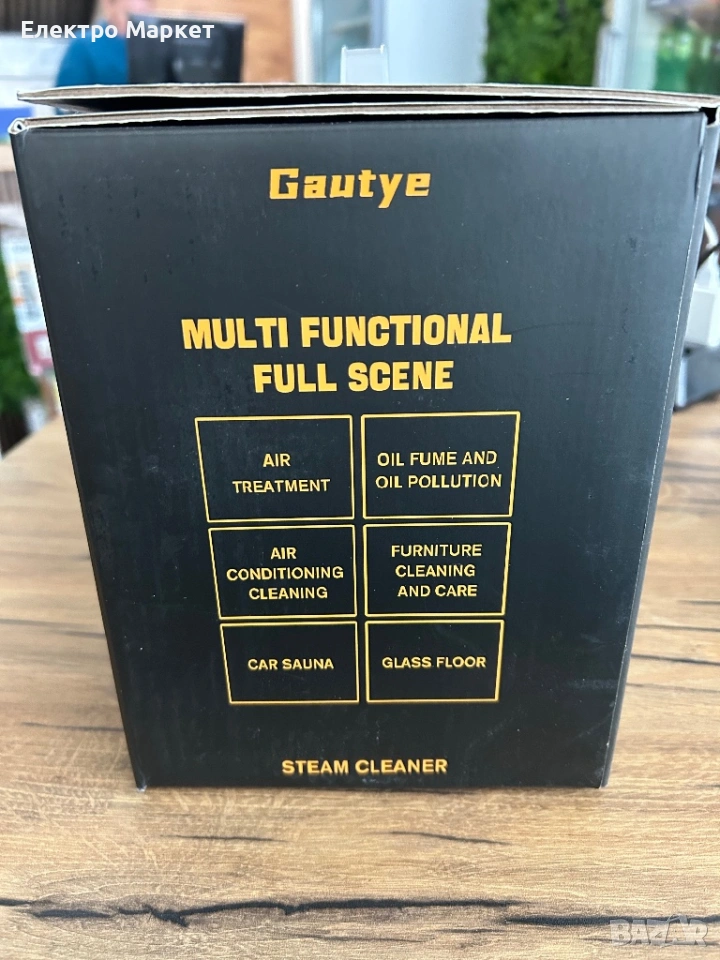 Електро Маркет
Gautye
MULTI FUNCTIONAL
FULL SCENE
AIR
TREATMENT
OIL FUME AND
OIL POLLUTION
AIR
CONDITIONING
CLEANING
FURNITURE
CLEANING
AND CARE
CAR SAUNA
GLASS FLOOR
STEAM CLEANER
BAZAR